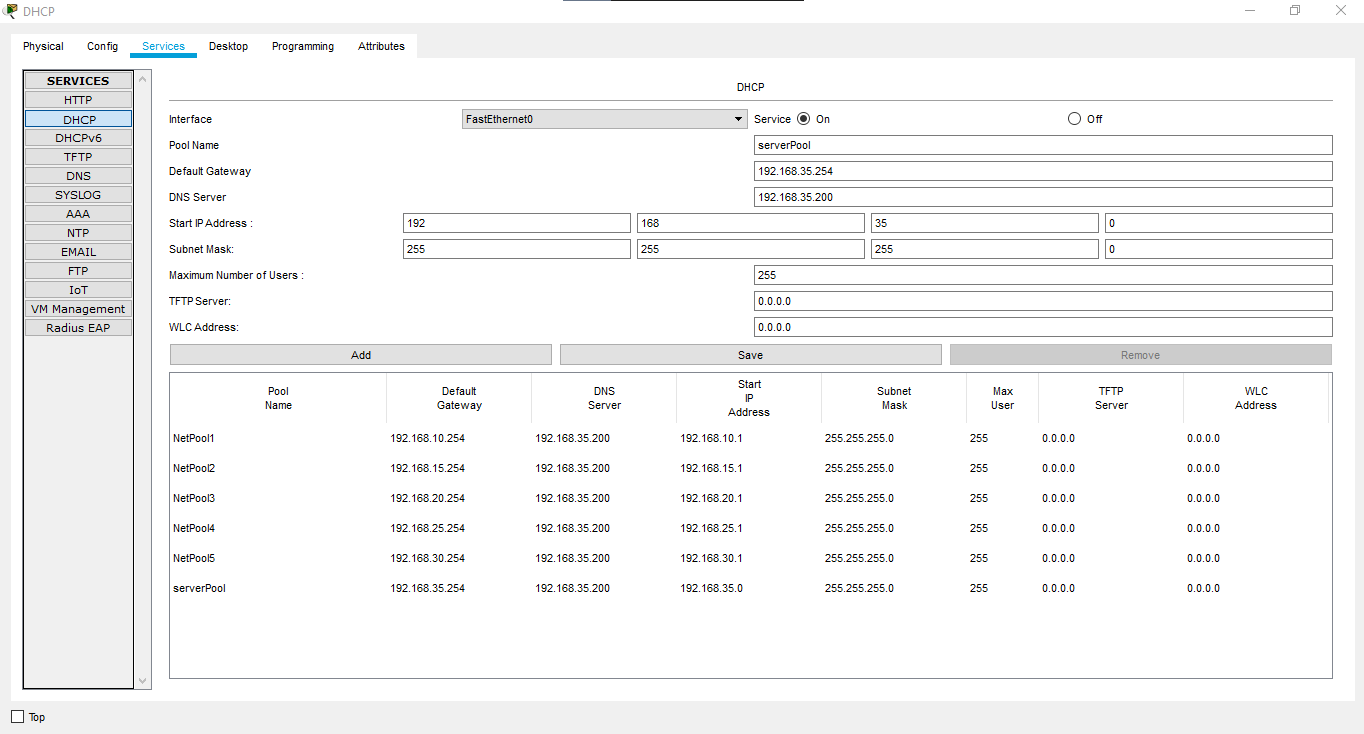 DHCP
Physical Config Services Desktop Programming Attributes
SERVICES
HTTP
DHCP
DHCPv6
TFTP
DNS
SYSLOG
AAA
NTP
EMAIL
FTP
IoT
VM Management
Radius EAP
DHCP
Interface FastEthernet0 Service On Off
Pool Name serverPool
Default Gateway 192.168.35.254
DNS Server 192.168.35.200
Start IP Address : 192 168 35 0
Subnet Mask: 255 255 255 0
Maximum Number of Users : 255
TFTP Server: 0.0.0.0
WLC Address: 0.0.0.0
Add Save Remove
Pool Name Default Gateway DNS Server Start IP Address Subnet Mask Max User TFTP Server WLC Address
NetPool1 192.168.10.254 192.168.35.200 192.168.10.1 255.255.255.0 255 0.0.0.0 0.0.0.0
NetPool2 192.168.15.254 192.168.35.200 192.168.15.1 255.255.255.0 255 0.0.0.0 0.0.0.0
NetPool3 192.168.20.254 192.168.35.200 192.168.20.1 255.255.255.0 255 0.0.0.0 0.0.0.0
NetPool4 192.168.25.254 192.168.35.200 192.168.25.1 255.255.255.0 255 0.0.0.0 0.0.0.0
NetPool5 192.168.30.254 192.168.35.200 192.168.30.1 255.255.255.0 255 0.0.0.0 0.0.0.0
serverPool 192.168.35.254 192.168.35.200 192.168.35.0 255.255.255.0 255 0.0.0.0 0.0.0.0
Top